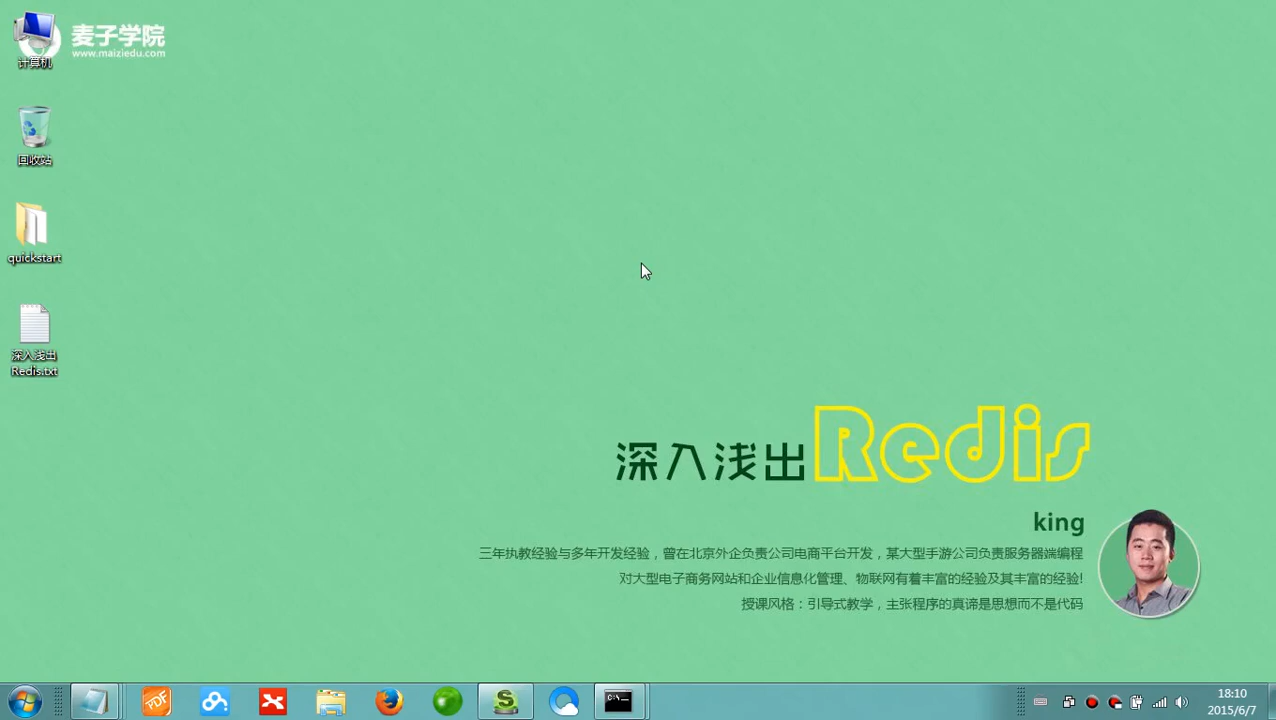 麦子学院
www.maiziedu.com
计算机
回收站
quickstart
深入浅出
Redis.txt
深入浅出Redis
king
三年执教经验与多年开发经验，曾在北京外企负责公司电商平台开发，某大型手游公司负责服务器端编程
对大型电子商务网站和企业信息化管理、物联网有着丰富的经验及其丰富的经验!
授课风格：引导式教学，主张程序的真谛是思想而不是代码
PDF
S
C:\_
18:10
2015/6/7